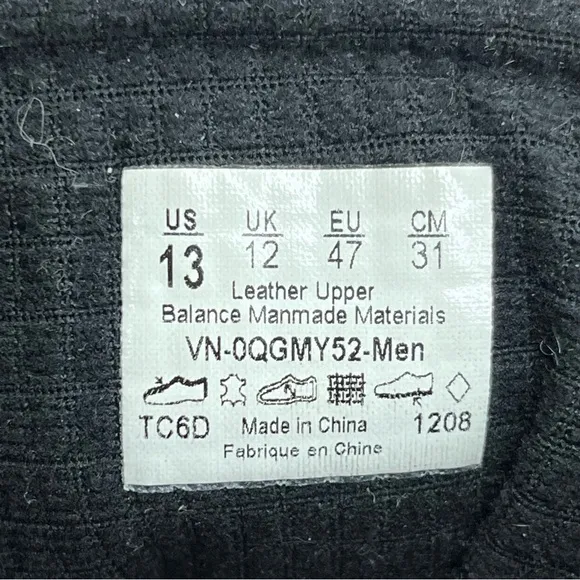 US UK EU CM
13 12 47 31
Leather Upper
Balance Manmade Materials
VN-0QGMY52-Men
TC6D Made in China 1208
Fabrique en Chine